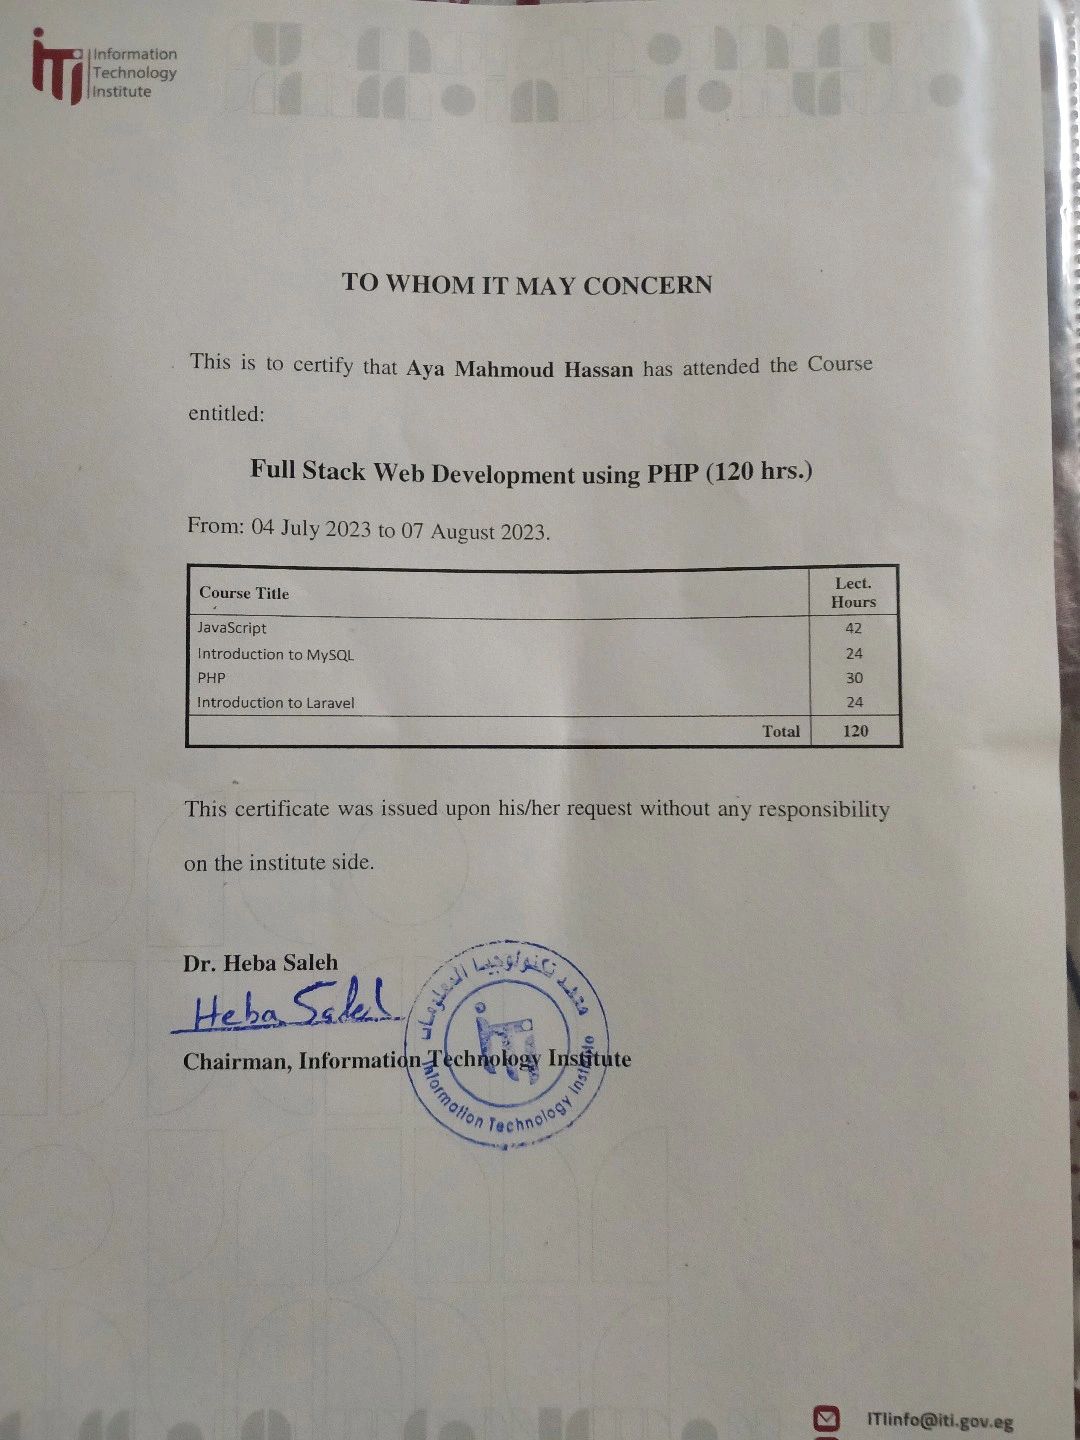 iTi
Information
Technology
Institute
TO WHOM IT MAY CONCERN
This is to certify that Aya Mahmoud Hassan has attended the Course
entitled:
Full Stack Web Development using PHP (120 hrs.)
From: 04 July 2023 to 07 August 2023.
Course Title Lect. Hours
JavaScript 42
Introduction to MySQL 24
PHP 30
Introduction to Laravel 24
Total 120
This certificate was issued upon his/her request without any responsibility
on the institute side.
Dr. Heba Saleh
Heba Saleh
Chairman, Information Technology Institute
معهد تكنولوجيا المعلومات
iTi
Information Technology Institute
ITIinfo@iti.gov.eg